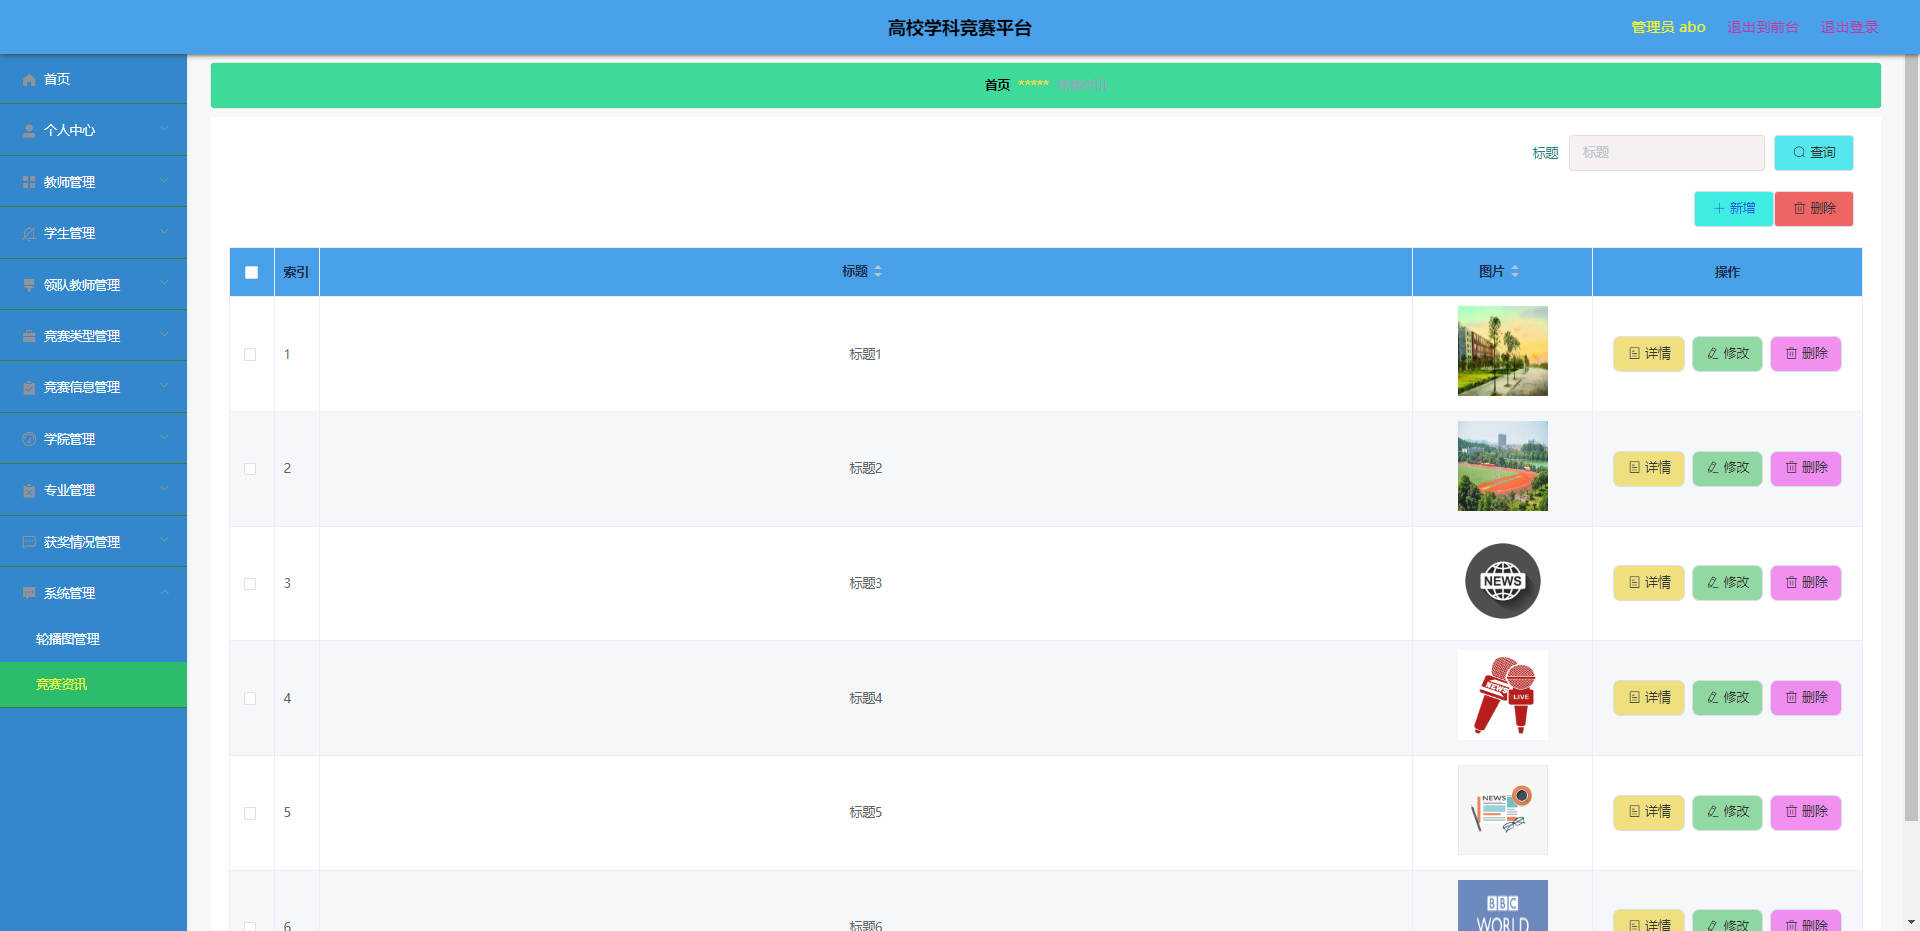 高校学科竞赛平台
管理员 abo 退出到前台 退出登录
首页
个人中心
教师管理
学生管理
领队教师管理
竞赛类型管理
竞赛信息管理
学院管理
专业管理
获奖情况管理
系统管理
轮播图管理
竞赛资讯
首页 ***** 竞赛资讯
标题 标题 查询
新增 删除
索引 标题 图片 操作
1 标题1 详情 修改 删除
2 标题2 详情 修改 删除
3 标题3 NEWS 详情 修改 删除
4 标题4 NEWS LIVE 详情 修改 删除
5 标题5 NEWS 详情 修改 删除
6 标题6 BBC WORLD 详情 修改 删除